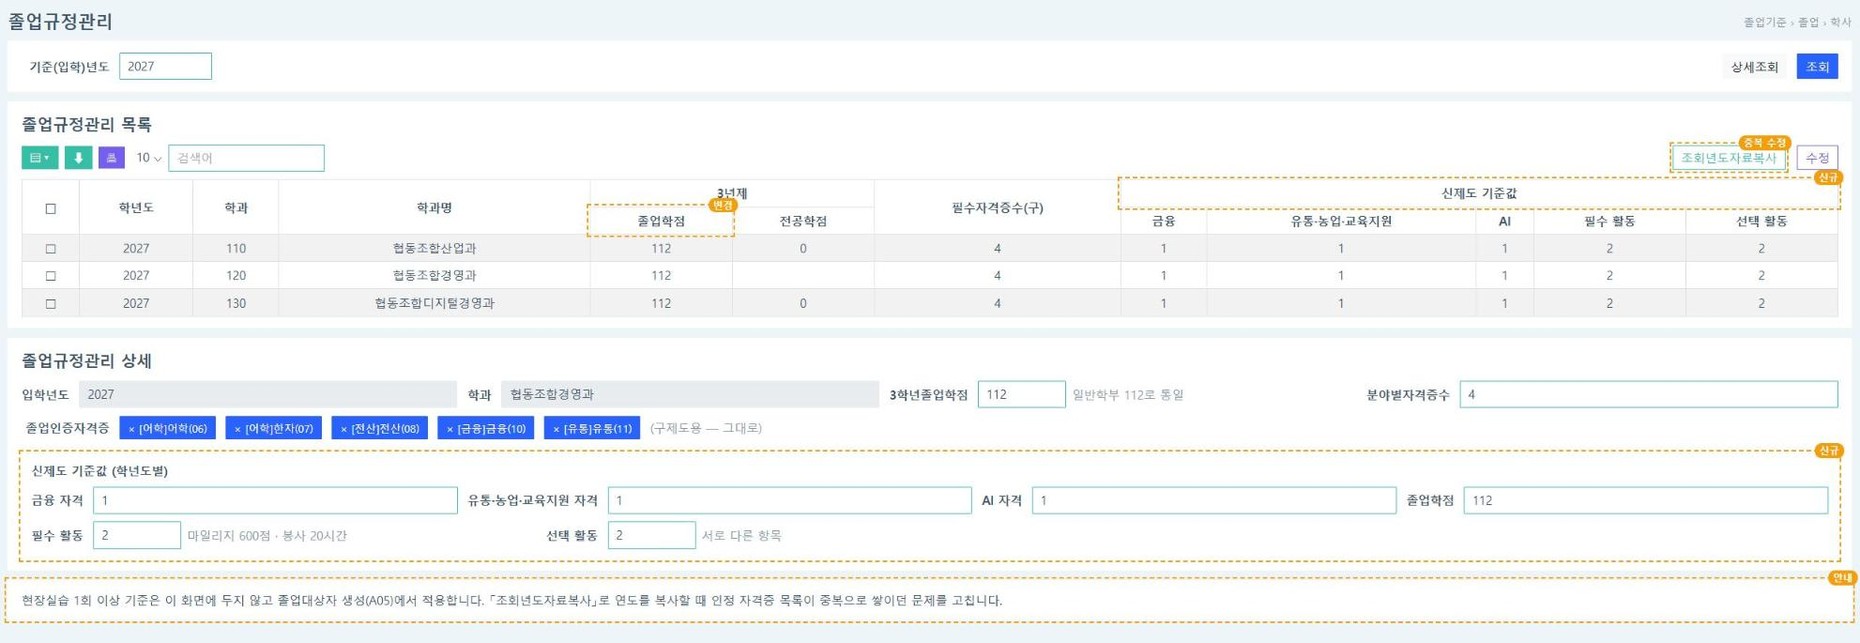 졸업규정관리
졸업기준 › 졸업 › 학사
기준(입학)년도 2027 상세조회 조회
졸업규정관리 목록
10 검색어 중복 수정 조회년도자료복사 수정
신규
학년도 학과 학과명 3년제 필수자격증수(구) 신제도 기준값
변경
졸업학점 전공학점 금융 유통·농업·교육지원 AI 필수 활동 선택 활동
2027 110 협동조합산업과 112 0 4 1 1 1 2 2
2027 120 협동조합경영과 112 4 1 1 1 2 2
2027 130 협동조합디지털경영과 112 0 4 1 1 1 2 2
졸업규정관리 상세
입학년도 2027 학과 협동조합경영과 3학년졸업학점 112 일반학부 112로 통일 분야별자격증수 4
졸업인증자격증 × [어학]어학(06) × [어학]한자(07) × [전산]전산(08) × [금융]금융(10) × [유통]유통(11) (구제도용 — 그대로)
신규
신제도 기준값 (학년도별)
금융 자격 1 유통·농업·교육지원 자격 1 AI 자격 1 졸업학점 112
필수 활동 2 마일리지 600점 · 봉사 20시간 선택 활동 2 서로 다른 항목
안내
현장실습 1회 이상 기준은 이 화면에 두지 않고 졸업대상자 생성(A05)에서 적용합니다. 「조회년도자료복사」로 연도를 복사할 때 인정 자격증 목록이 중복으로 쌓이던 문제를 고칩니다.